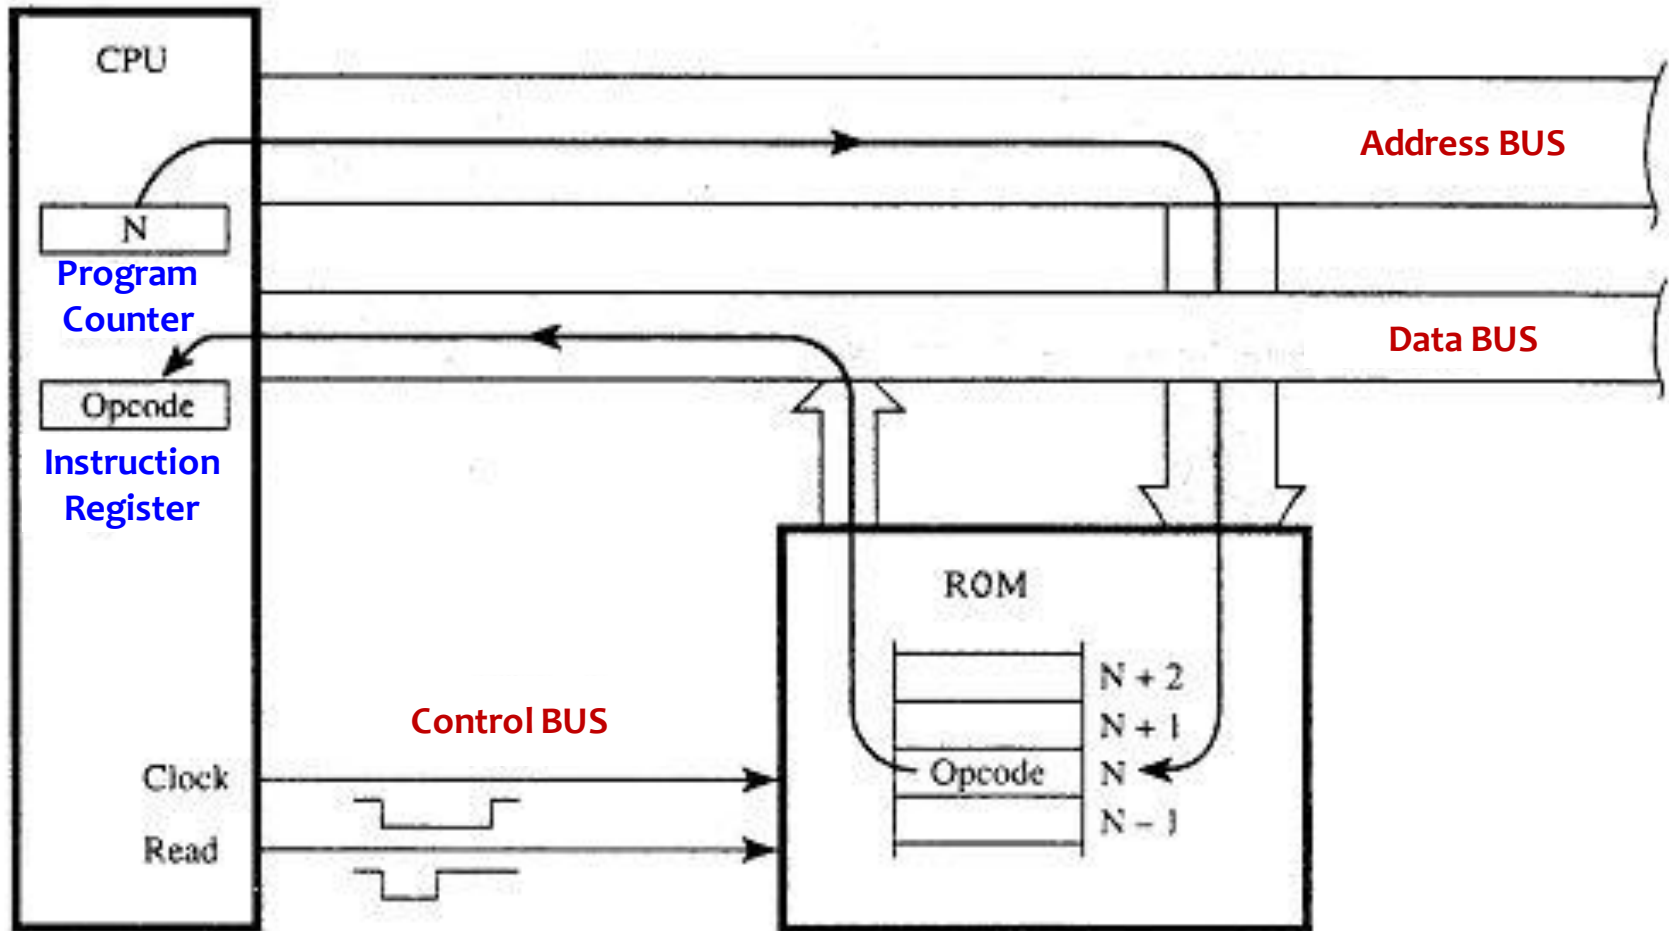 CPU
Address BUS
N
Program
Counter
Data BUS
Opcode
Instruction
Register
ROM
N + 2
N + 1
Opcode N
N – 1
Control BUS
Clock
Read